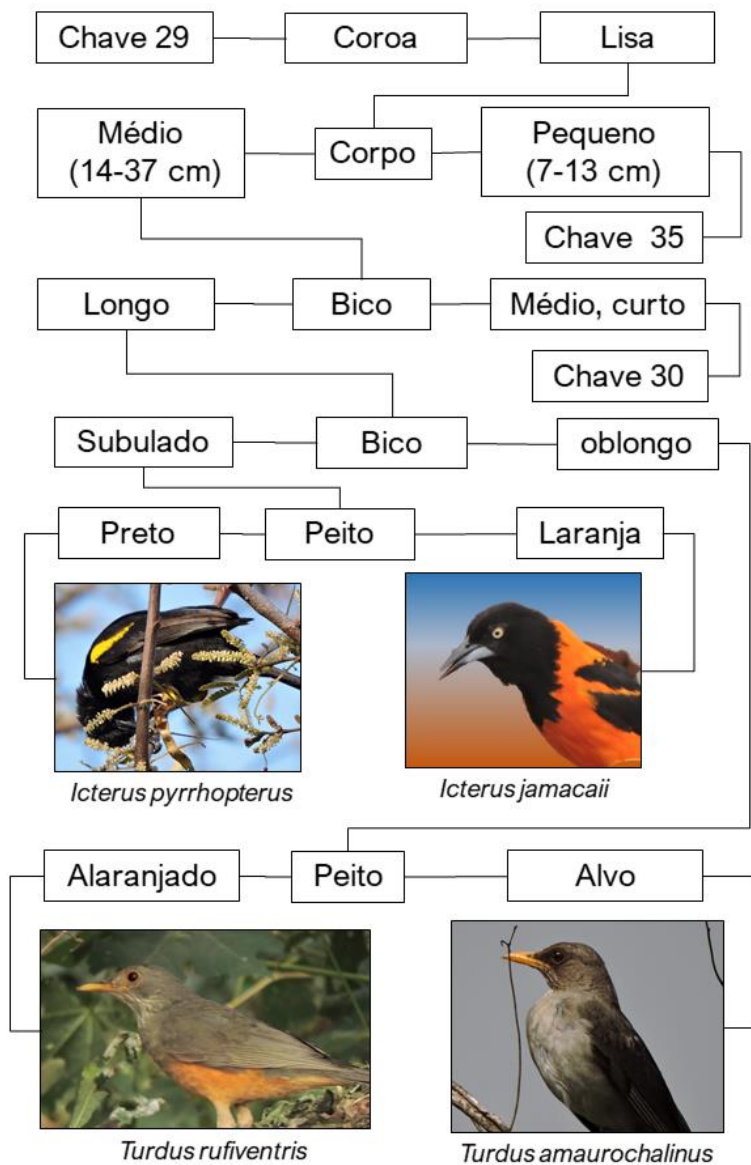 Chave 29
Coroa
Lisa
Médio
(14-37 cm)
Corpo
Pequeno
(7-13 cm)
Chave 35
Longo
Bico
Médio, curto
Chave 30
Subulado
Bico
oblongo
Preto
Peito
Laranja
Icterus pyrrhopterus
Icterus jamacaii
Alaranjado
Peito
Alvo
Turdus rufiventris
Turdus amaurochalinus